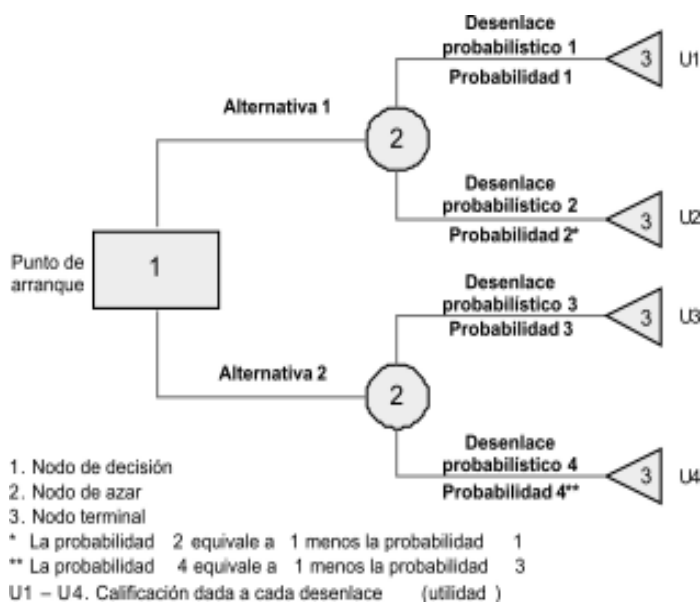 Desenlace
probabilístico 1
Probabilidad 1
3
U1
Alternativa 1
2
Desenlace
probabilístico 2
Probabilidad 2*
3
U2
Punto de
arranque
1
Desenlace
probabilístico 3
Probabilidad 3
3
U3
Alternativa 2
2
Desenlace
probabilístico 4
Probabilidad 4**
3
U4
1. Nodo de decisión
2. Nodo de azar
3. Nodo terminal
* La probabilidad 2 equivale a 1 menos la probabilidad 1
** La probabilidad 4 equivale a 1 menos la probabilidad 3
U1 – U4. Calificación dada a cada desenlace (utilidad )